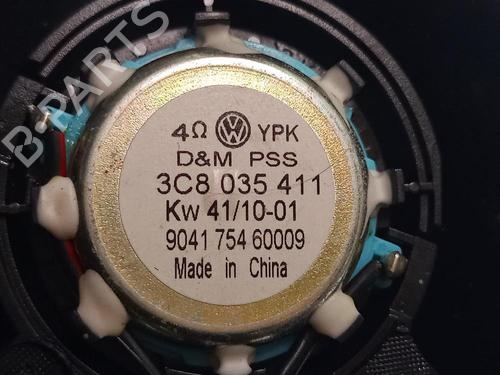 4Ω VW YPK
D&M PSS
3C8 035 411
Kw 41/10-01
9041 754 60009
Made in China
B-PARTS